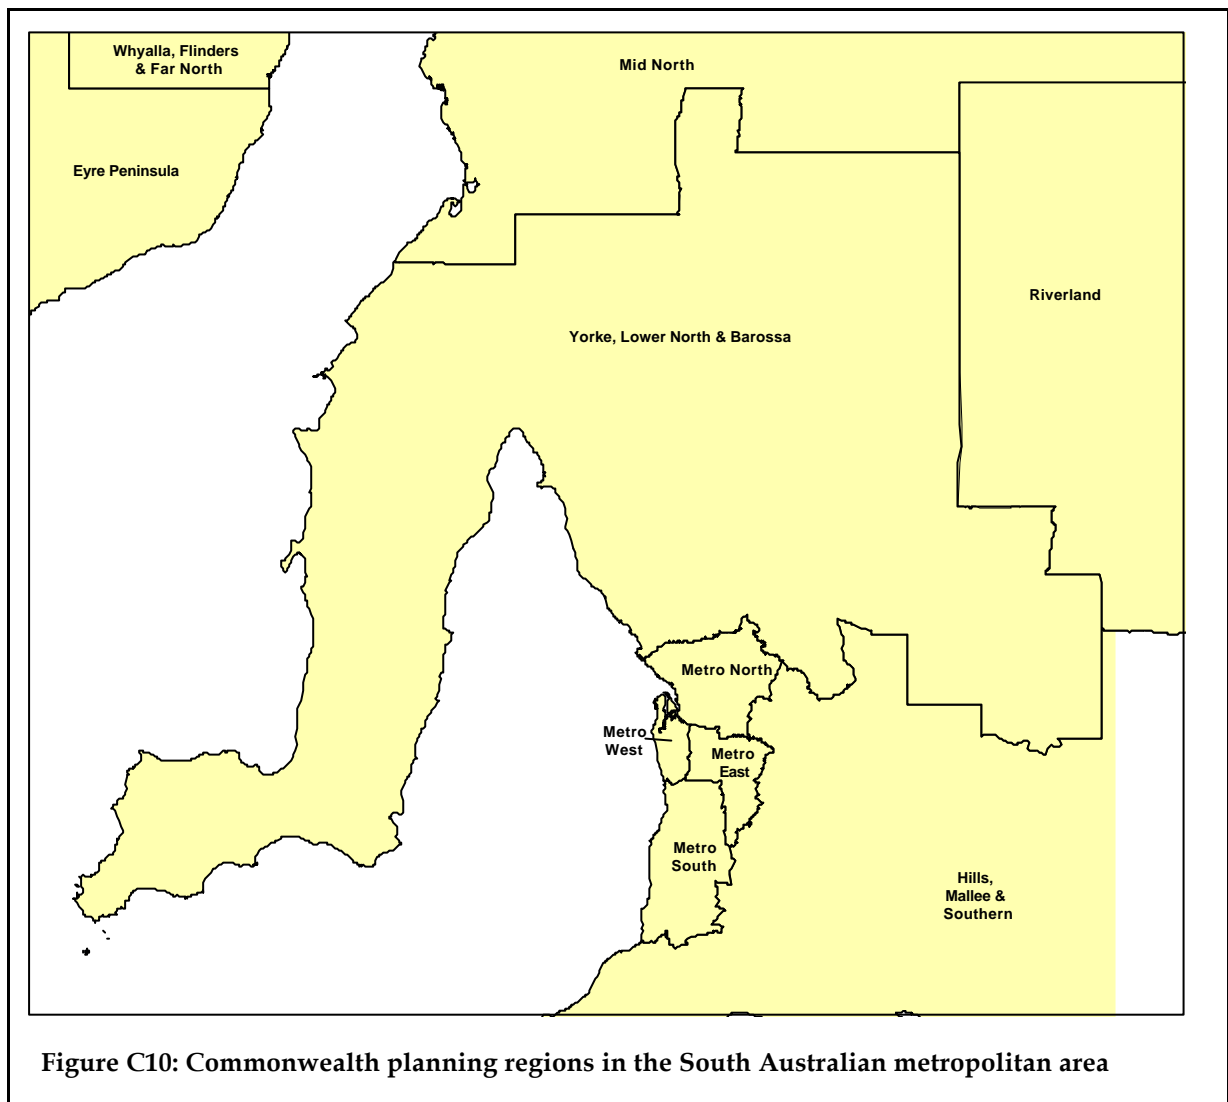 Whyalla, Flinders
& Far North
Mid North
Eyre Peninsula
Riverland
Yorke, Lower North & Barossa
Metro North
Metro
West
Metro
East
Metro
South
Hills,
Mallee &
Southern
Figure C10: Commonwealth planning regions in the South Australian metropolitan area